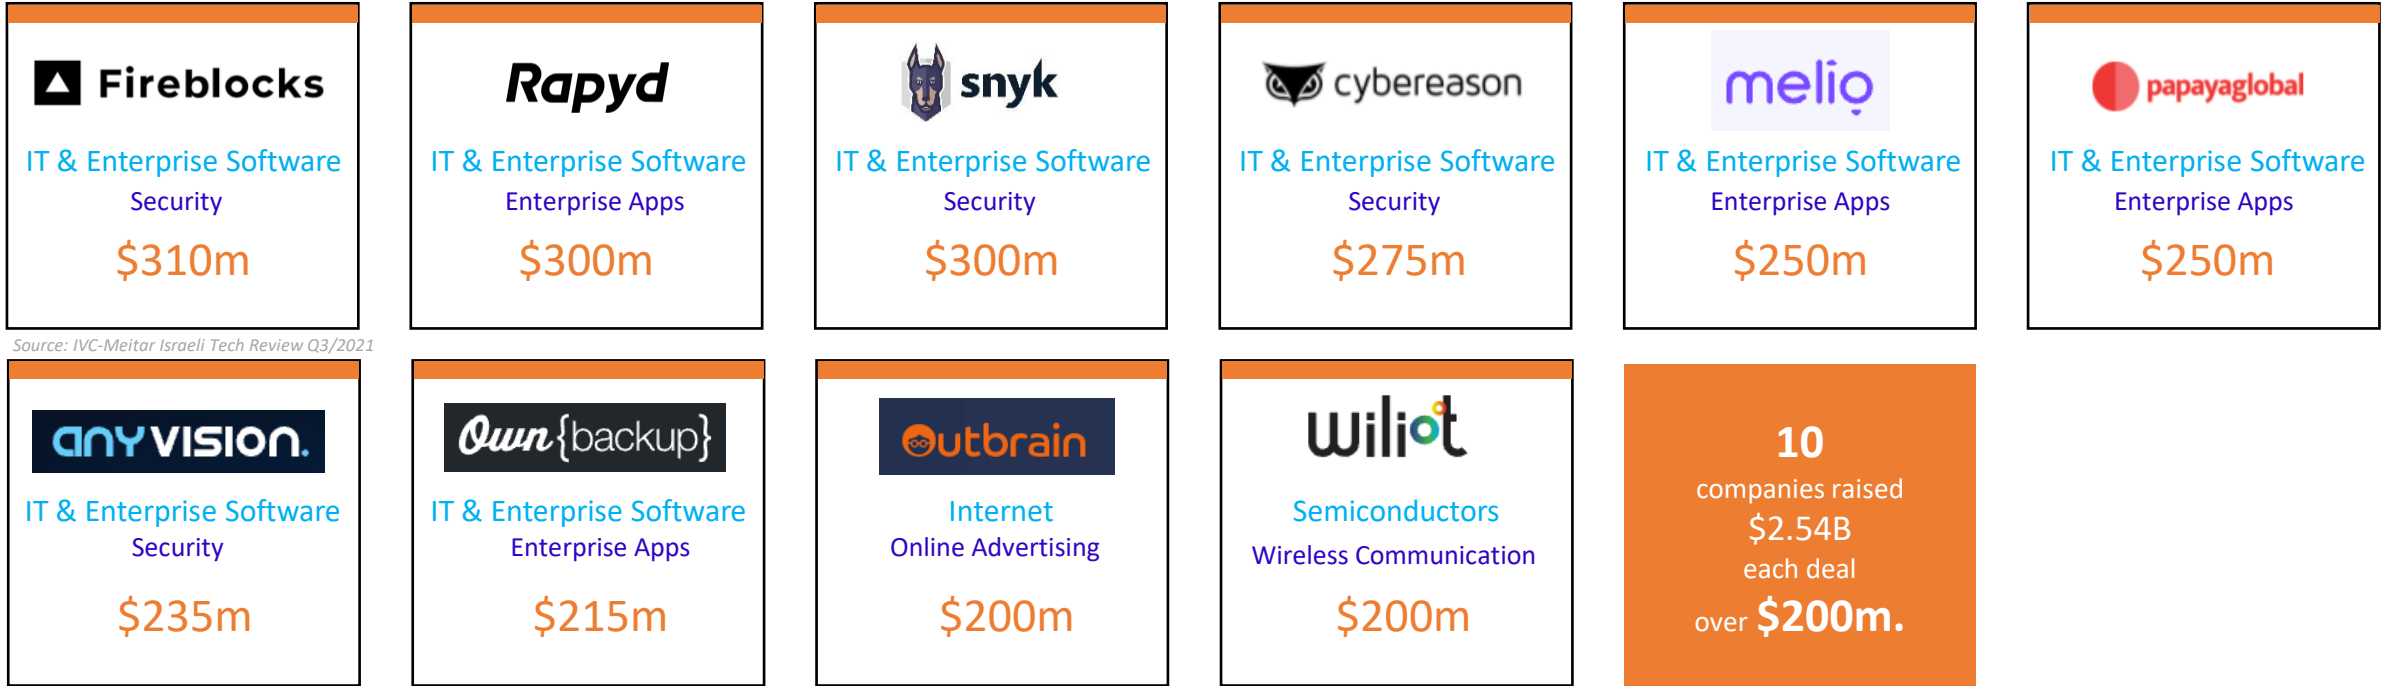 Fireblocks
IT & Enterprise Software
Security
$310m
Rapyd
IT & Enterprise Software
Enterprise Apps
$300m
snyk
IT & Enterprise Software
Security
$300m
cybereason
IT & Enterprise Software
Security
$275m
melio
IT & Enterprise Software
Enterprise Apps
$250m
papayaglobal
IT & Enterprise Software
Enterprise Apps
$250m
Source: IVC-Meitar Israeli Tech Review Q3/2021
anyvision.
IT & Enterprise Software
Security
$235m
Own{backup}
IT & Enterprise Software
Enterprise Apps
$215m
Outbrain
Internet
Online Advertising
$200m
wiliot
Semiconductors
Wireless Communication
$200m
10
companies raised
$2.54B
each deal
over $200m.